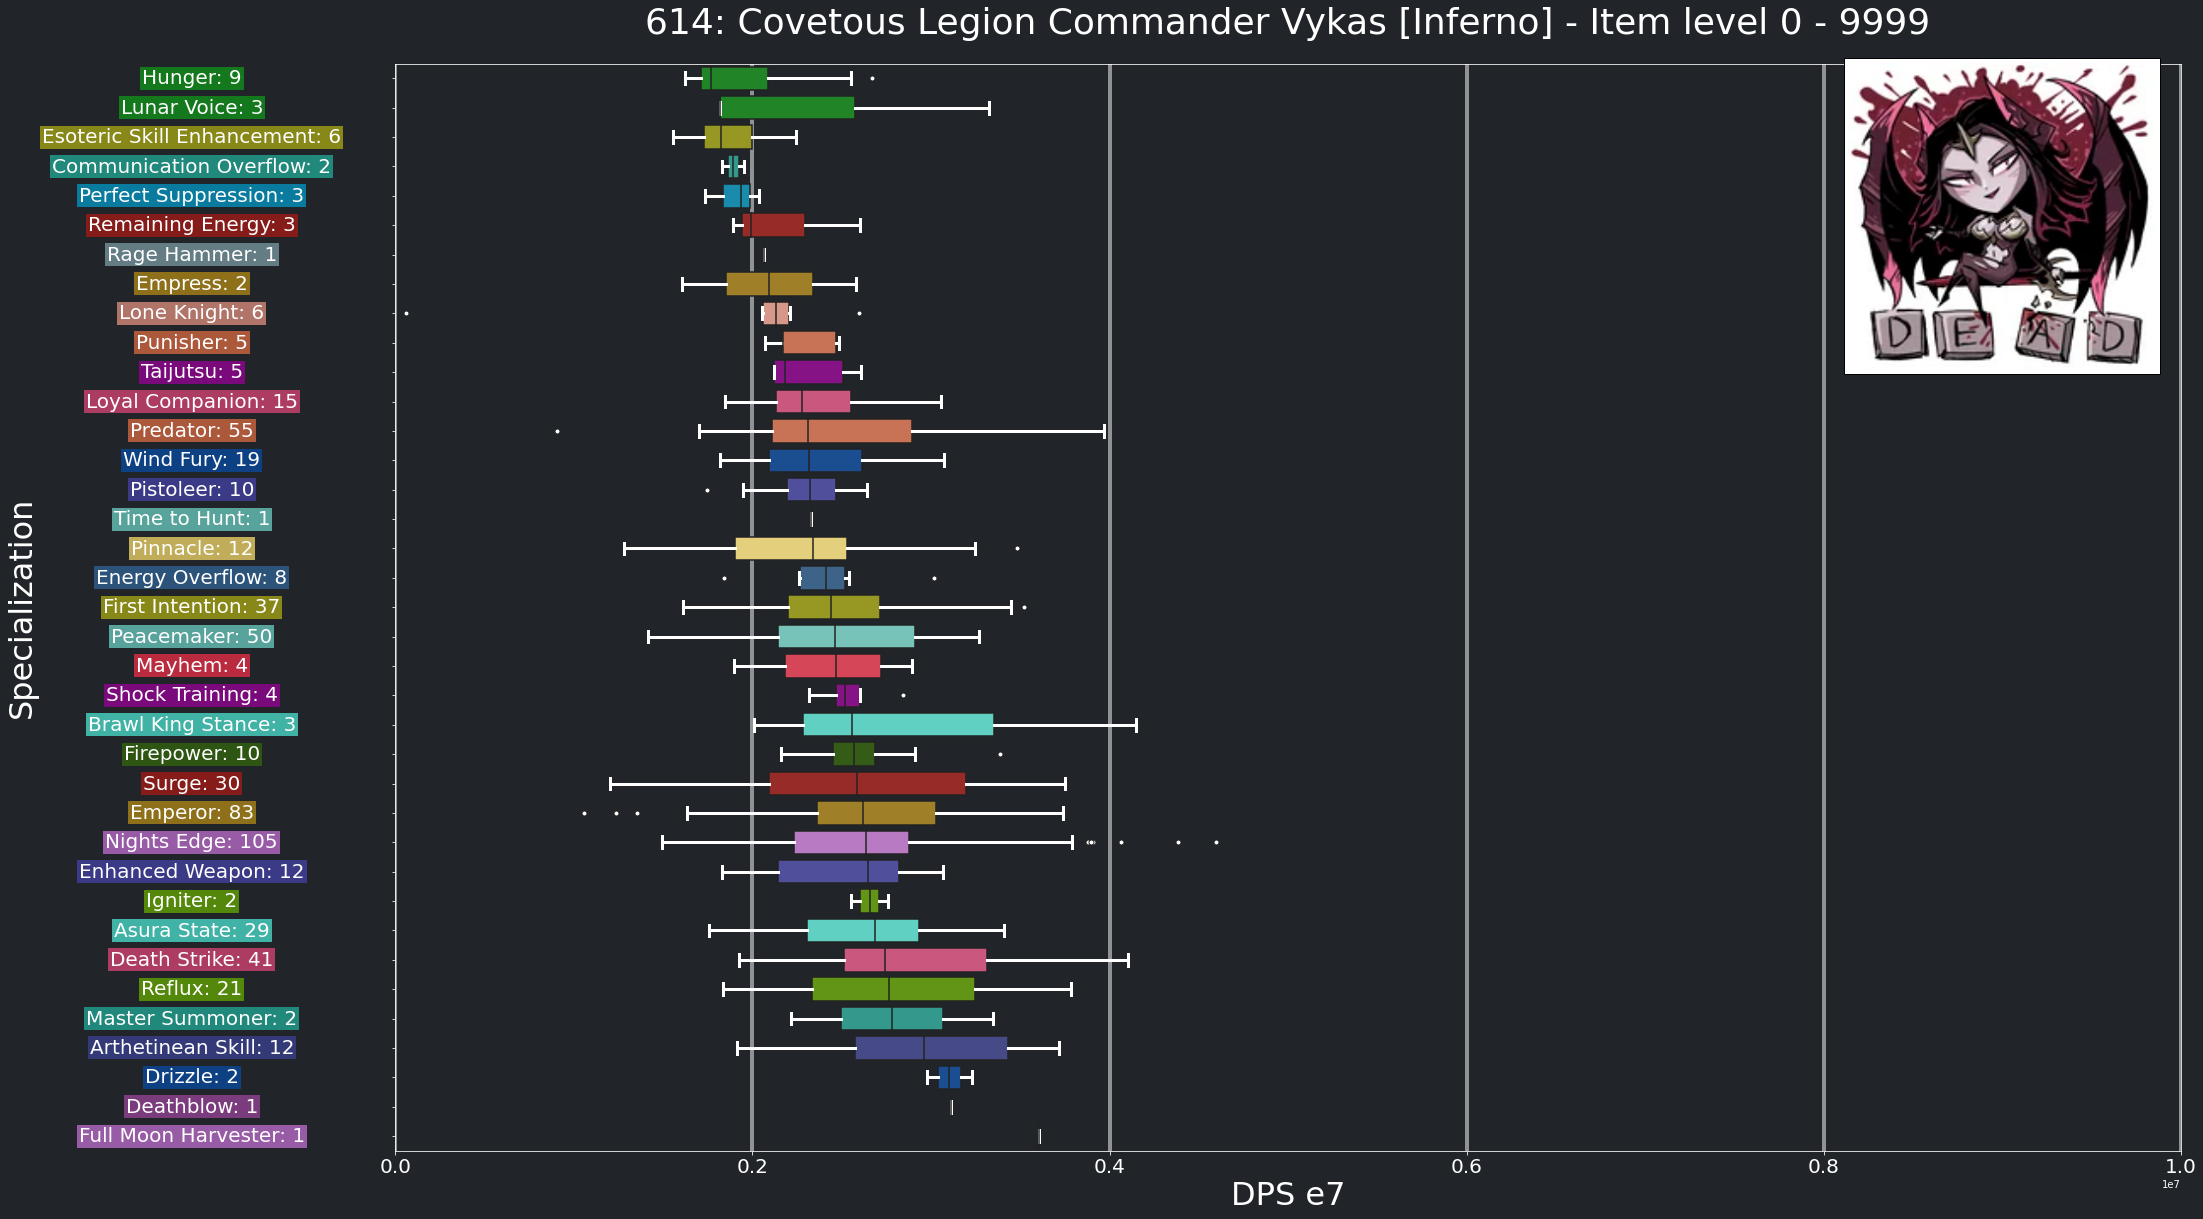 614: Covetous Legion Commander Vykas [Inferno] - Item level 0 - 9999
Specialization
Hunger: 9
Lunar Voice: 3
Esoteric Skill Enhancement: 6
Communication Overflow: 2
Perfect Suppression: 3
Remaining Energy: 3
Rage Hammer: 1
Empress: 2
Lone Knight: 6
Punisher: 5
Taijutsu: 5
Loyal Companion: 15
Predator: 55
Wind Fury: 19
Pistoleer: 10
Time to Hunt: 1
Pinnacle: 12
Energy Overflow: 8
First Intention: 37
Peacemaker: 50
Mayhem: 4
Shock Training: 4
Brawl King Stance: 3
Firepower: 10
Surge: 30
Emperor: 83
Nights Edge: 105
Enhanced Weapon: 12
Igniter: 2
Asura State: 29
Death Strike: 41
Reflux: 21
Master Summoner: 2
Arthetinean Skill: 12
Drizzle: 2
Deathblow: 1
Full Moon Harvester: 1
DEAD
0.0 0.2 0.4 0.6 0.8 1.0
1e7
DPS e7